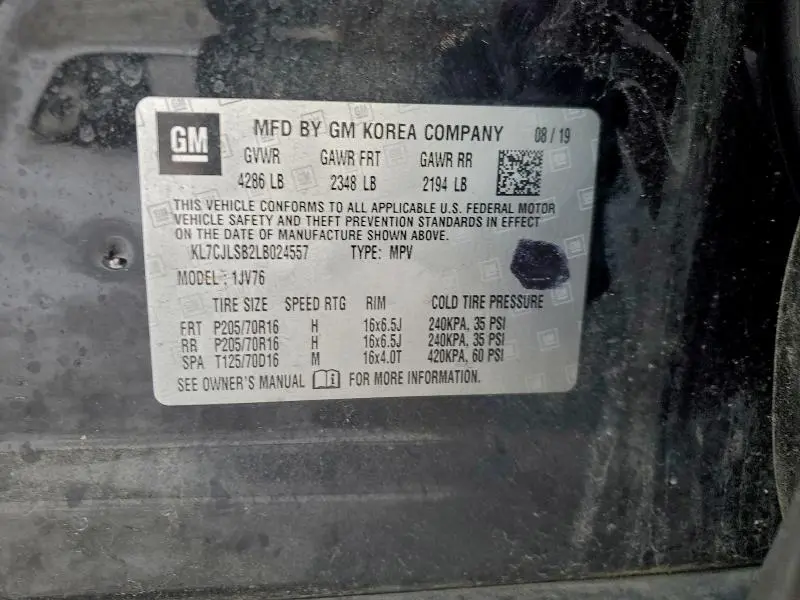 GM MFD BY GM KOREA COMPANY 08/19
GVWR GAWR FRT GAWR RR
4286 LB 2348 LB 2194 LB
THIS VEHICLE CONFORMS TO ALL APPLICABLE U.S. FEDERAL MOTOR
VEHICLE SAFETY AND THEFT PREVENTION STANDARDS IN EFFECT
ON THE DATE OF MANUFACTURE SHOWN ABOVE.
KL7CJLSB2LB024557 TYPE: MPV
MODEL: 1JV76
TIRE SIZE SPEED RTG RIM COLD TIRE PRESSURE
FRT P205/70R16 H 16x6.5J 240KPA, 35 PSI
RR P205/70R16 H 16x6.5J 240KPA, 35 PSI
SPA T125/70D16 M 16x4.0T 420KPA, 60 PSI
SEE OWNER'S MANUAL FOR MORE INFORMATION.